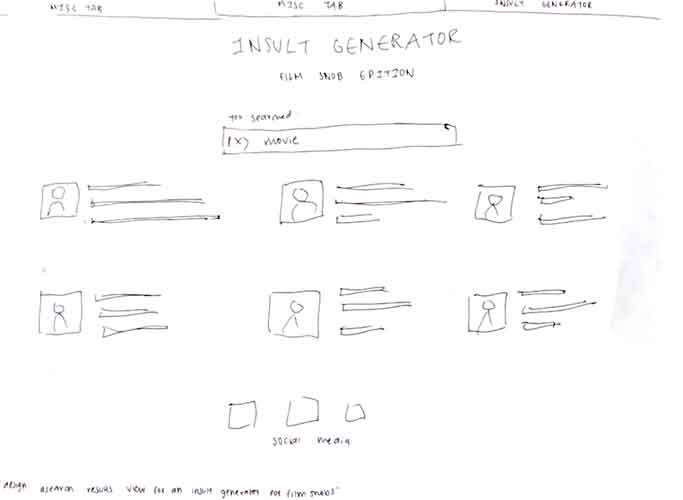 MISC TAB MISC TAB INSULT GENERATOR
INSULT GENERATOR
FILM SNOB EDITION
You searched:
(X) movie
social media
"design asearch results view for an insult generator for film snobs"